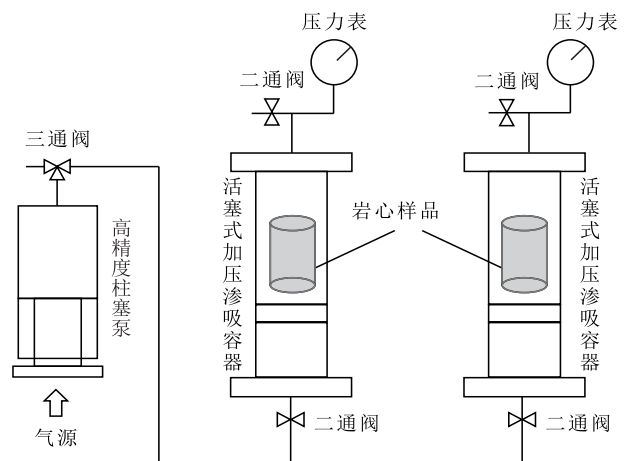 压力表
压力表
二通阀
二通阀
三通阀
活塞式加压渗吸容器
岩心样品
活塞式加压渗吸容器
高精度柱塞泵
二通阀
二通阀
气源